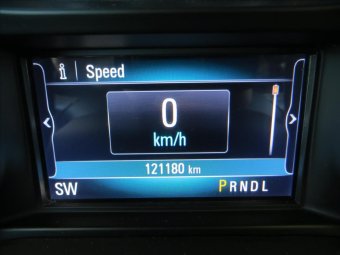 i Speed
0
km/h
121180 km
SW PRNDL